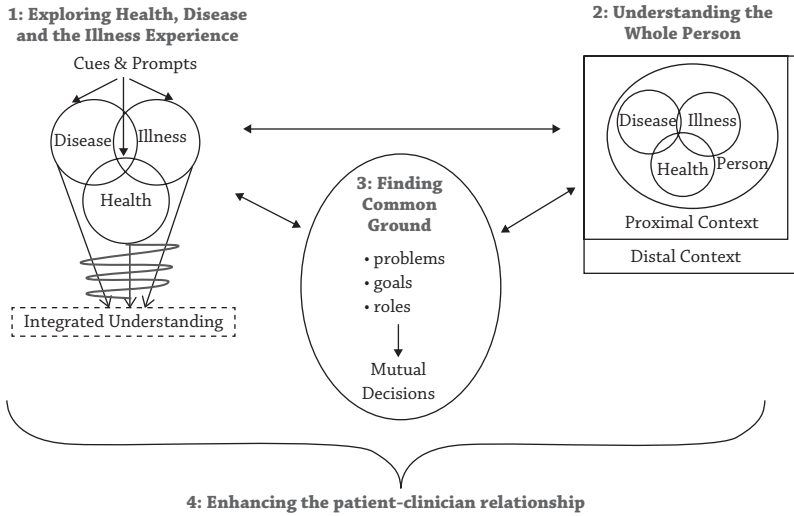 1: Exploring Health, Disease
and the Illness Experience
Cues & Prompts
Disease
Illness
Health
Integrated Understanding
2: Understanding the
Whole Person
Disease
Illness
Health
Person
Proximal Context
Distal Context
3: Finding
Common
Ground
• problems
• goals
• roles
Mutual
Decisions
4: Enhancing the patient–clinician relationship